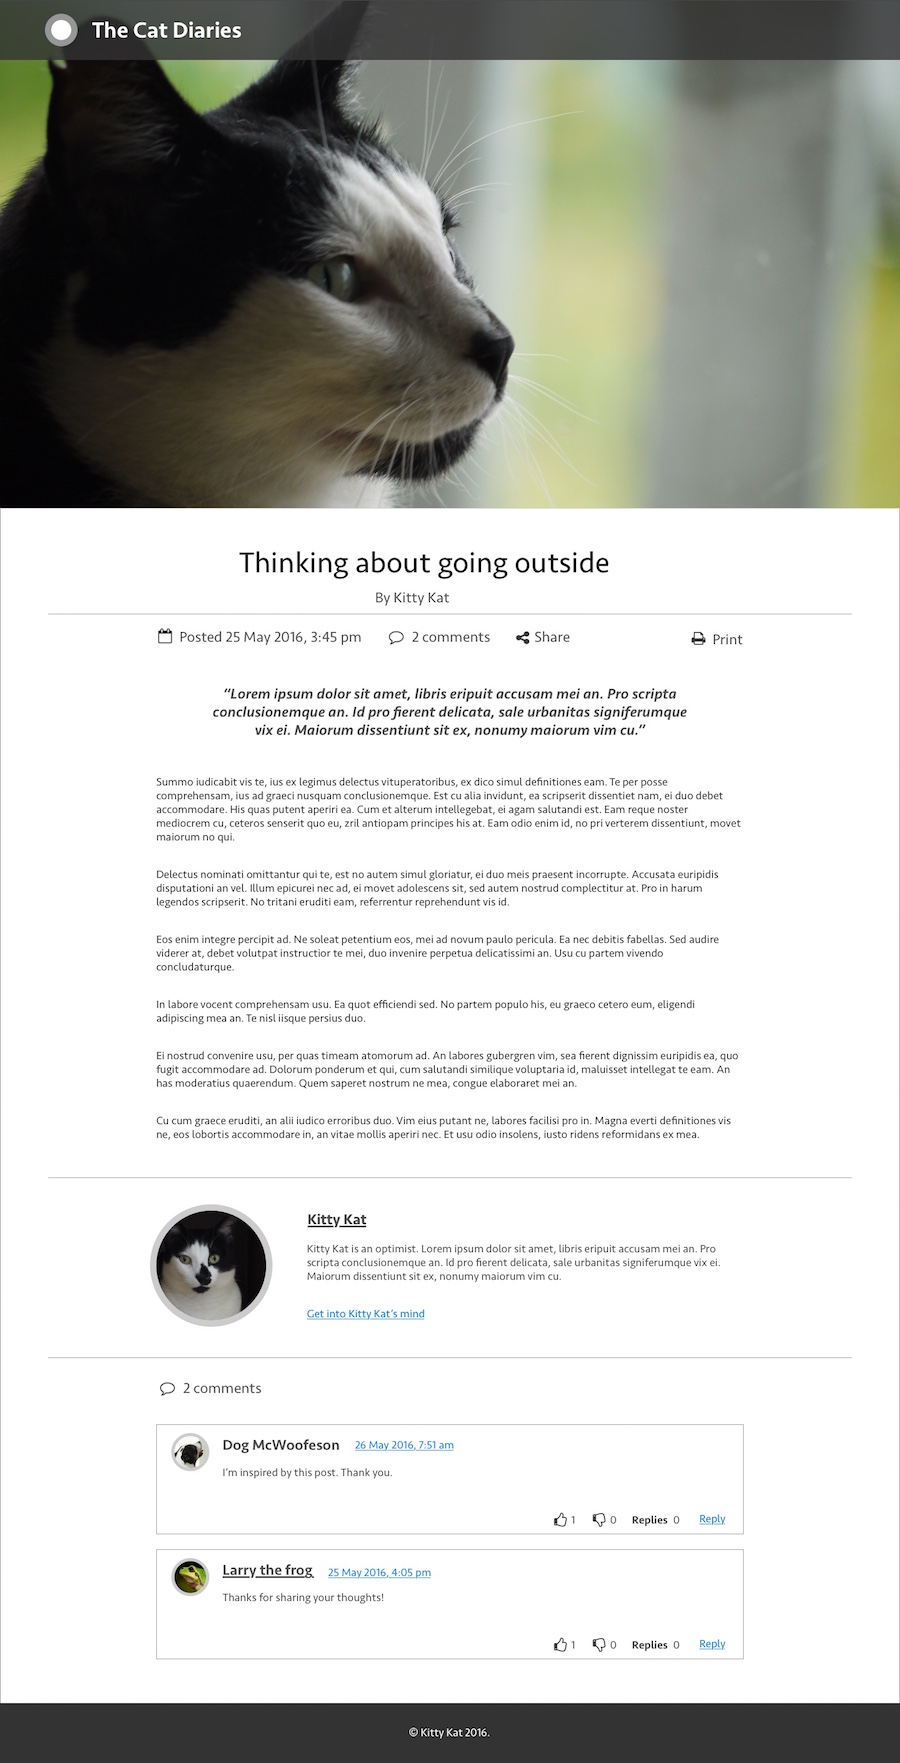 The Cat Diaries
Thinking about going outside
By Kitty Kat
Posted 25 May 2016, 3:45 pm 2 comments Share Print
“Lorem ipsum dolor sit amet, libris eripuit accusam mei an. Pro scripta
conclusionemque an. Id pro fierent delicata, sale urbanitas signiferumque
vix ei. Maiorum dissentiunt sit ex, nonumy maiorum vim cu.”
Summo iudicabit vis te, ius ex legimus delectus vituperatoribus, ex dico simul definitiones eam. Te per posse
comprehensam, ius ad graeci nusquam conclusionemque. Est cu alia invidunt, ea scripserit dissentiet nam, ei duo debet
accommodare. His quas putent aperiri ea. Cum et alterum intellegebat, ei agam salutandi est. Eam reque noster
mediocrem cu, ceteros senserit quo eu, zril antiopam principes his at. Eam odio enim id, no pri verterem dissentiunt, movet
maiorum no qui.
Delectus nominati omittantur qui te, est no autem simul gloriatur, ei duo meis praesent incorrupte. Accusata euripidis
disputationi an vel. Illum epicurei nec ad, ei movet adolescens sit, sed autem nostrud complectitur at. Pro in harum
legendos scripserit. No tritani eruditi eam, referrentur reprehendunt vis id.
Eos enim integre percipit ad. Ne soleat petentium eos, mei ad novum paulo pericula. Ea nec debitis fabellas. Sed audire
viderer at, debet volutpat instructior te mei, duo invenire perpetua delicatissimi an. Usu cu partem vivendo
concludaturque.
In labore vocent comprehensam usu. Ea quot efficiendi sed. No partem populo his, eu graeco cetero eum, eligendi
adipiscing mea an. Te nisl iisque persius duo.
Ei nostrud convenire usu, per quas timeam atomorum ad. An labores gubergren vim, sea fierent dignissim euripidis ea, quo
fugit accommodare ad. Dolorum ponderum et qui, cum salutandi similique voluptaria id, maluisset intellegat te eam. An
has moderatius quaerendum. Quem saperet nostrum ne mea, congue elaboraret mei an.
Cu cum graece eruditi, an alii iudico erroribus duo. Vim eius putant ne, labores facilisi pro in. Magna everti definitiones vis
ne, eos lobortis accommodare in, an vitae mollis aperiri nec. Et usu odio insolens, iusto ridens reformidans ex mea.
Kitty Kat
Kitty Kat is an optimist. Lorem ipsum dolor sit amet, libris eripuit accusam mei an. Pro
scripta conclusionemque an. Id pro fierent delicata, sale urbanitas signiferumque vix ei.
Maiorum dissentiunt sit ex, nonumy maiorum vim cu.
Get into Kitty Kat’s mind
2 comments
Dog McWoofeson 26 May 2016, 7:51 am
I’m inspired by this post. Thank you.
1 0 Replies 0 Reply
Larry the frog 25 May 2016, 4:05 pm
Thanks for sharing your thoughts!
1 0 Replies 0 Reply
© Kitty Kat 2016.